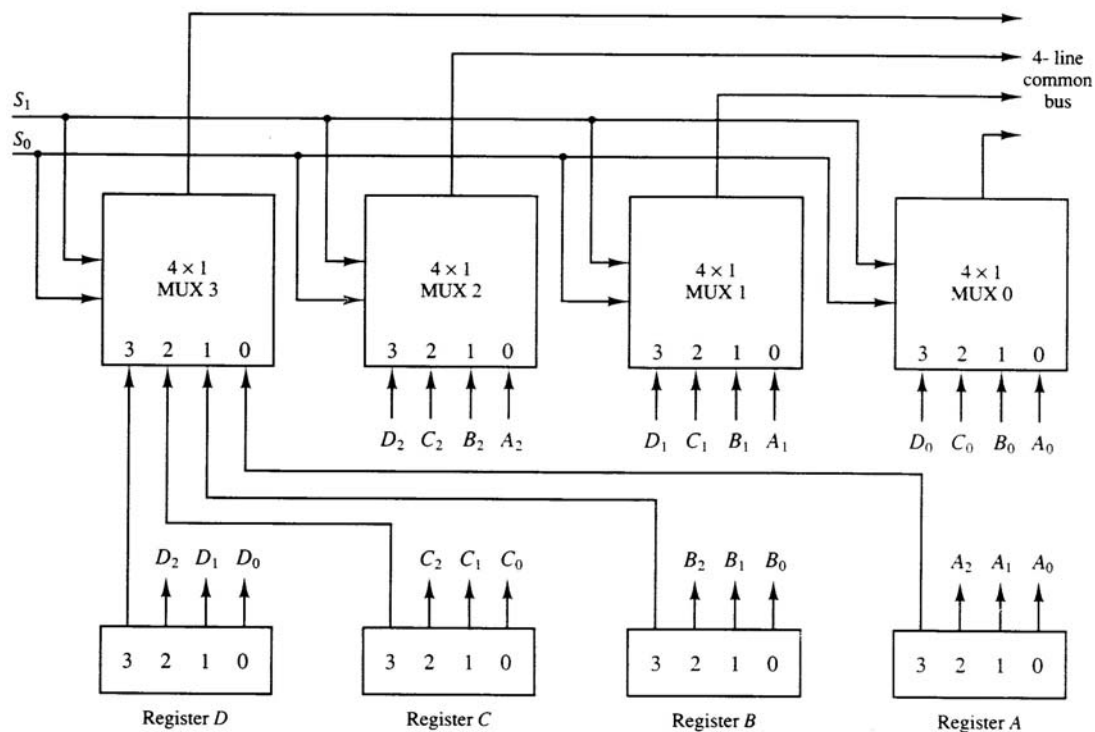 4- line
common
bus
S₁
S₀
4 × 1
MUX 3
3 2 1 0
4 × 1
MUX 2
3 2 1 0
4 × 1
MUX 1
3 2 1 0
4 × 1
MUX 0
3 2 1 0
D₂ C₂ B₂ A₂
D₁ C₁ B₁ A₁
D₀ C₀ B₀ A₀
D₂ D₁ D₀
C₂ C₁ C₀
B₂ B₁ B₀
A₂ A₁ A₀
3 2 1 0
3 2 1 0
3 2 1 0
3 2 1 0
Register D
Register C
Register B
Register A